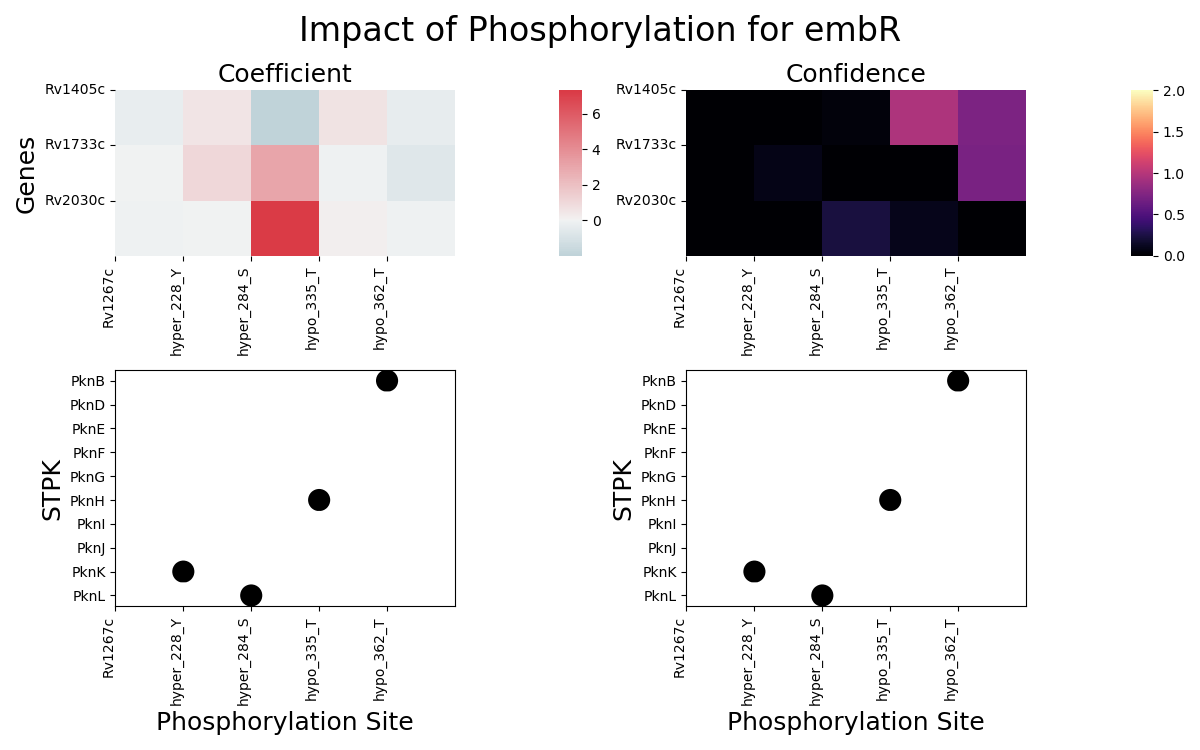 Impact of Phosphorylation for embR
Coefficient
Confidence
Genes
Rv1405c
Rv1733c
Rv2030c
6
4
2
0
Rv1405c
Rv1733c
Rv2030c
2.0
1.5
1.0
0.5
0.0
Rv1267c
hyper_228_Y
hyper_284_S
hypo_335_T
hypo_362_T
Rv1267c
hyper_228_Y
hyper_284_S
hypo_335_T
hypo_362_T
STPK
PknB
PknD
PknE
PknF
PknG
PknH
PknI
PknJ
PknK
PknL
STPK
PknB
PknD
PknE
PknF
PknG
PknH
PknI
PknJ
PknK
PknL
Rv1267c
hyper_228_Y
hyper_284_S
hypo_335_T
hypo_362_T
Rv1267c
hyper_228_Y
hyper_284_S
hypo_335_T
hypo_362_T
Phosphorylation Site
Phosphorylation Site